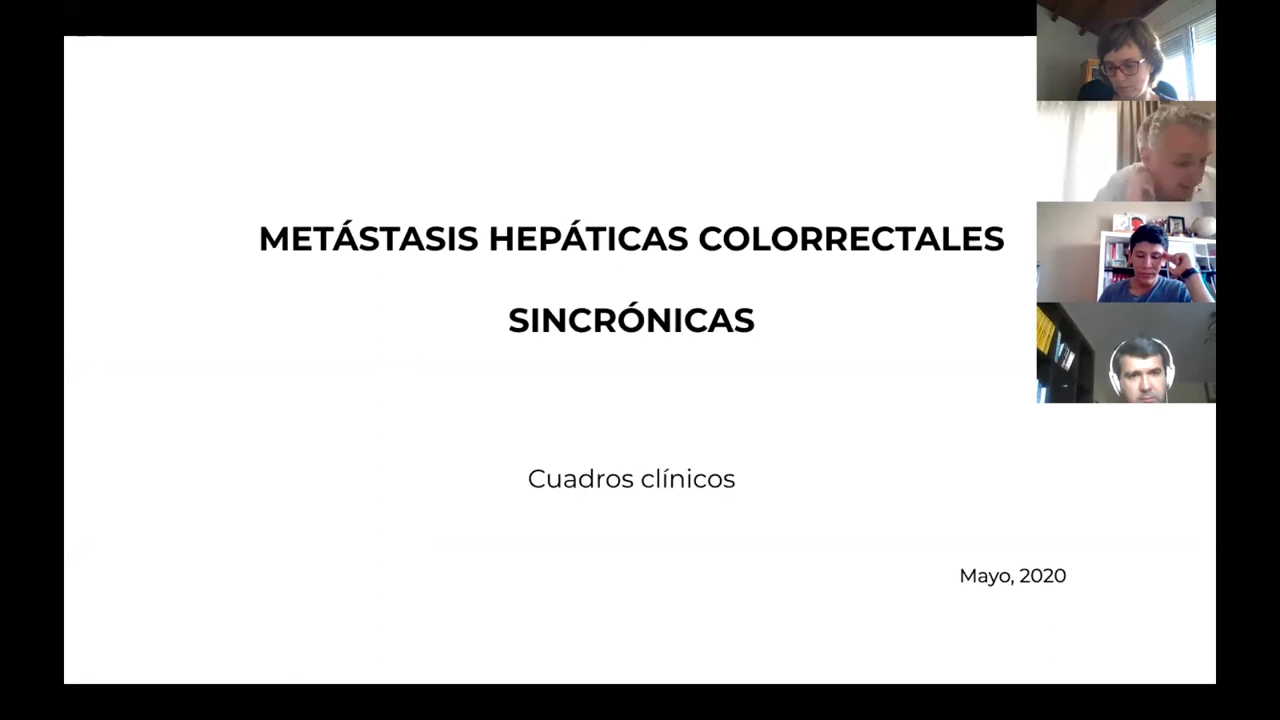 METÁSTASIS HEPÁTICAS COLORRECTALES
SINCRÓNICAS
Cuadros clínicos
Mayo, 2020